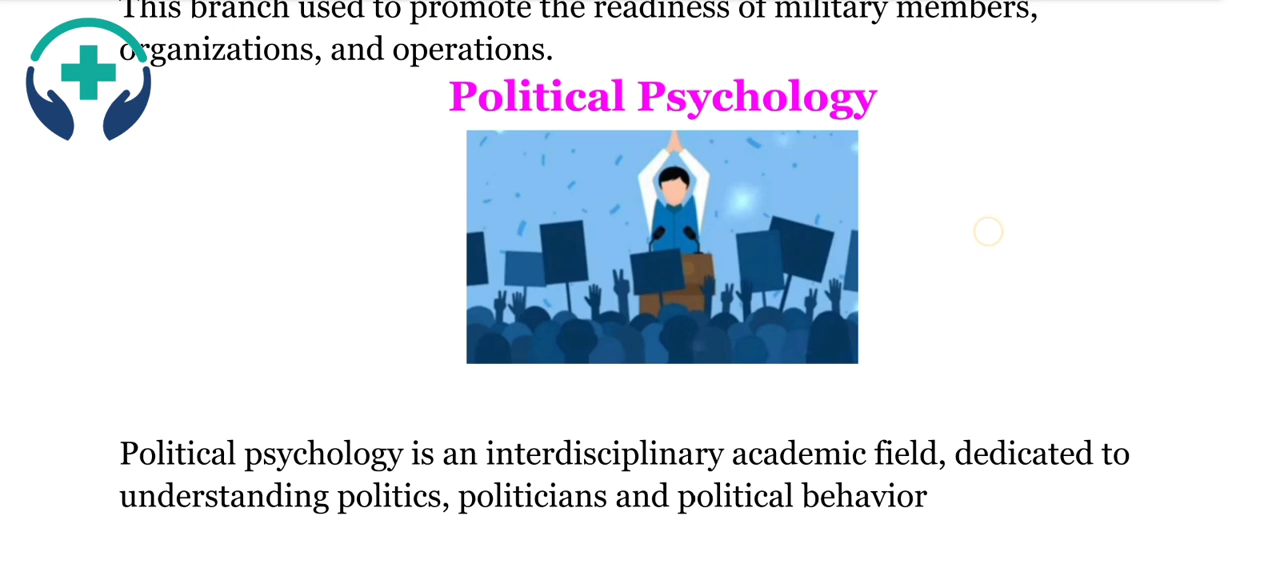 This branch used to promote the readiness of military members,
organizations, and operations.
Political Psychology
Political psychology is an interdisciplinary academic field, dedicated to
understanding politics, politicians and political behavior